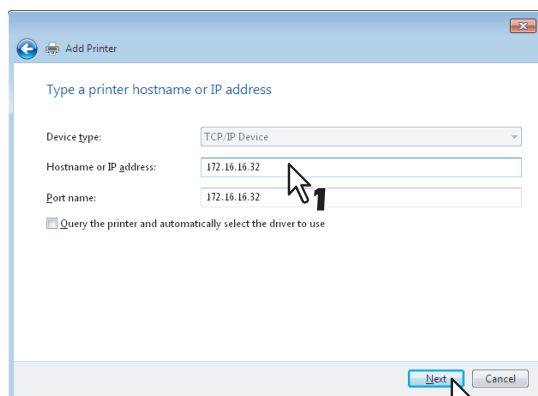 Add Printer
Type a printer hostname or IP address
Device type: TCP/IP Device
Hostname or IP address: 172.16.16.32
1
Port name: 172.16.16.32
Query the printer and automatically select the driver to use
Next Cancel